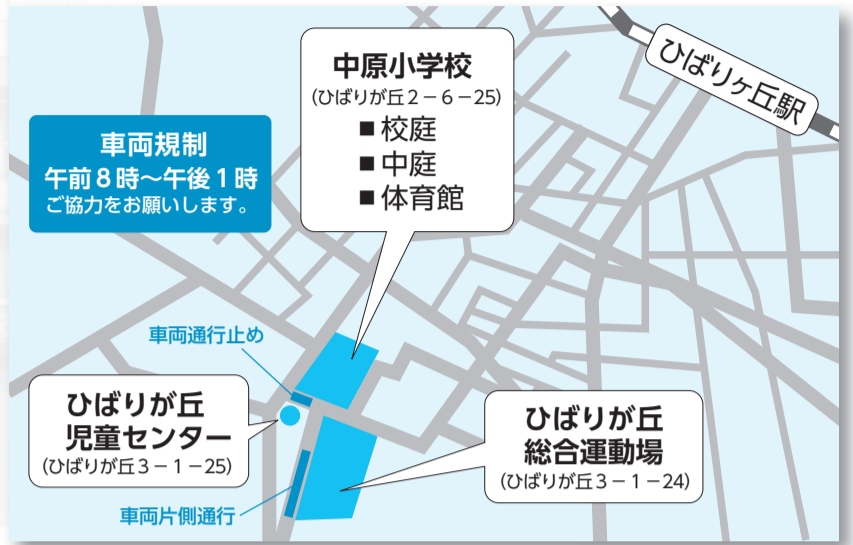 中原小学校
(ひばりが丘2－6－25)
■校庭
■中庭
■体育館
ひばりヶ丘駅
車両規制
午前8時～午後1時
ご協力をお願いします。
車両通行止め
ひばりが丘
児童センター
(ひばりが丘3－1－25)
ひばりが丘
総合運動場
(ひばりが丘3－1－24)
車両片側通行